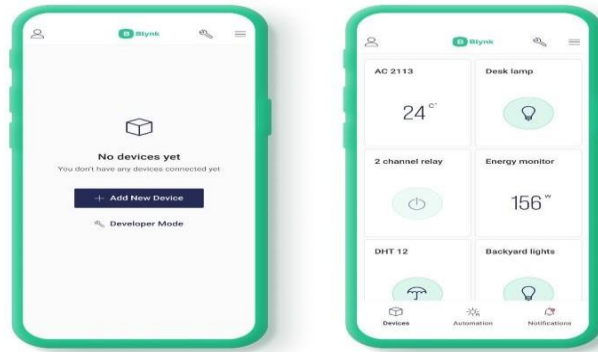 B Blynk
No devices yet
You don't have any devices connected yet
+ Add New Device
Developer Mode
B Blynk
AC 2113
Desk lamp
24 c°
2 channel relay
Energy monitor
156 w
DHT 12
Backyard lights
Devices
Automation
Notifications